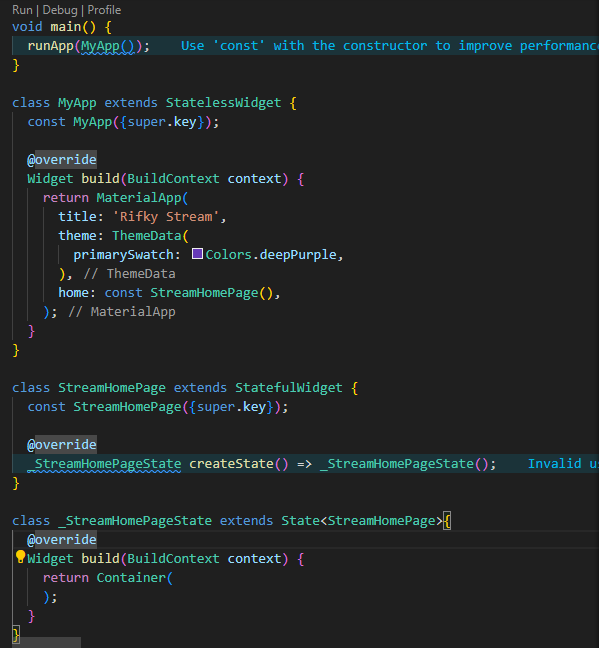 Run | Debug | Profile
void main() {
  runApp(MyApp());    Use 'const' with the constructor to improve performance
}

class MyApp extends StatelessWidget {
  const MyApp({super.key});

  @override
  Widget build(BuildContext context) {
    return MaterialApp(
      title: 'Rifky Stream',
      theme: ThemeData(
        primarySwatch: Colors.deepPurple,
      ), // ThemeData
      home: const StreamHomePage(),
    ); // MaterialApp
  }
}

class StreamHomePage extends StatefulWidget {
  const StreamHomePage({super.key});

  @override
  _StreamHomePageState createState() => _StreamHomePageState();    Invalid u
}

class _StreamHomePageState extends State<StreamHomePage>{
  @override
  Widget build(BuildContext context) {
    return Container(
    );
  }
}